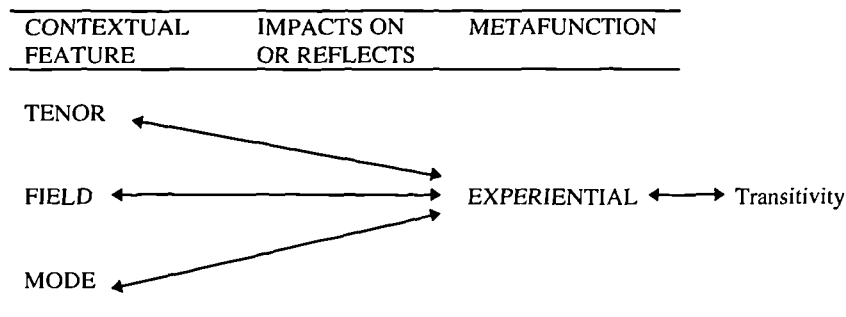 CONTEXTUAL IMPACTS ON METAFUNCTION
FEATURE OR REFLECTS
TENOR
FIELD EXPERIENTIAL Transitivity
MODE